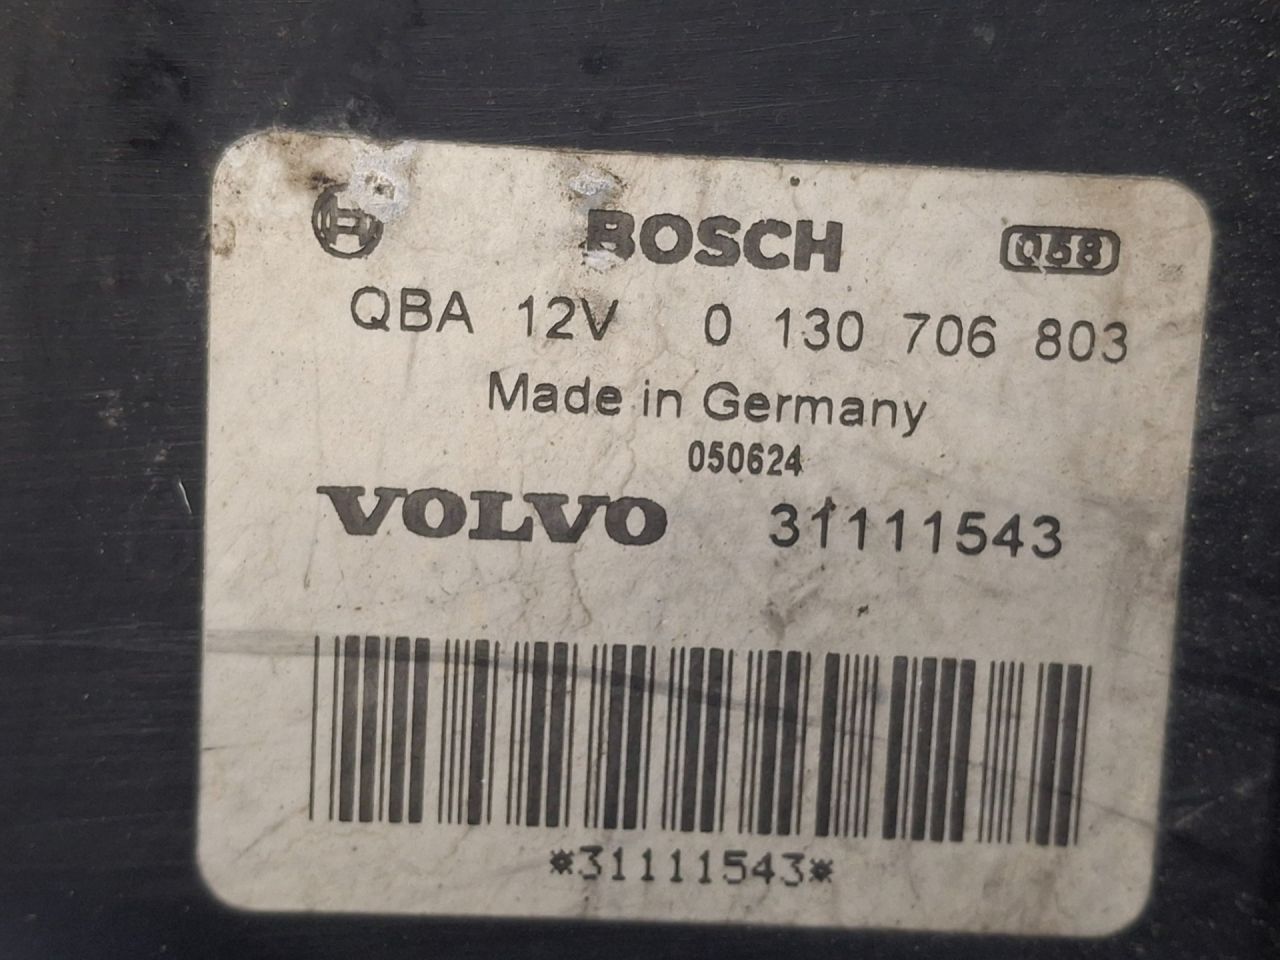 BOSCH Q58
QBA 12V 0 130 706 803
Made in Germany
050624
VOLVO 31111543
*31111543*